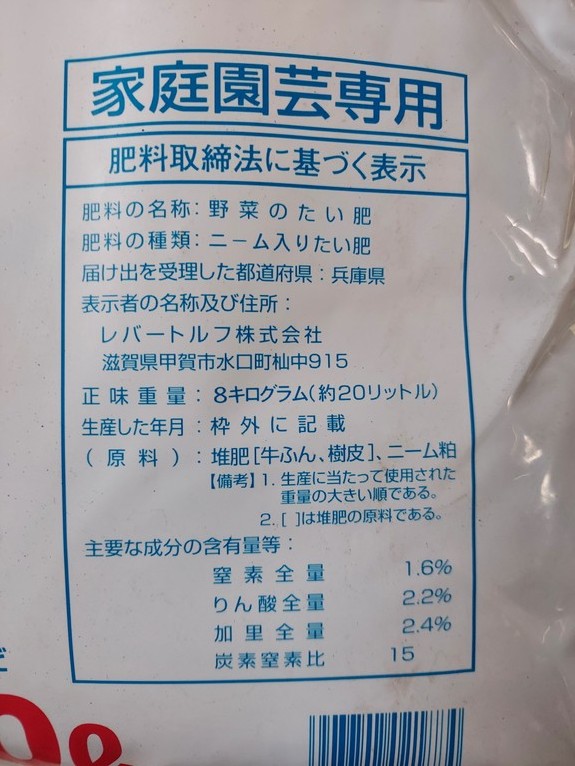 家庭園芸専用
肥料取締法に基づく表示
肥料の名称：野菜のたい肥
肥料の種類：ニーム入りたい肥
届け出を受理した都道府県：兵庫県
表示者の名称及び住所：
レバートルフ株式会社
滋賀県甲賀市水口町杣中915
正味重量：8キログラム（約20リットル）
生産した年月：枠外に記載
（原料）：堆肥［牛ふん、樹皮］、ニーム粕
【備考】1. 生産に当たって使用された
重量の大きい順である。
2.［ ］は堆肥の原料である。
主要な成分の含有量等：
窒素全量 1.6%
りん酸全量 2.2%
加里全量 2.4%
炭素窒素比 15